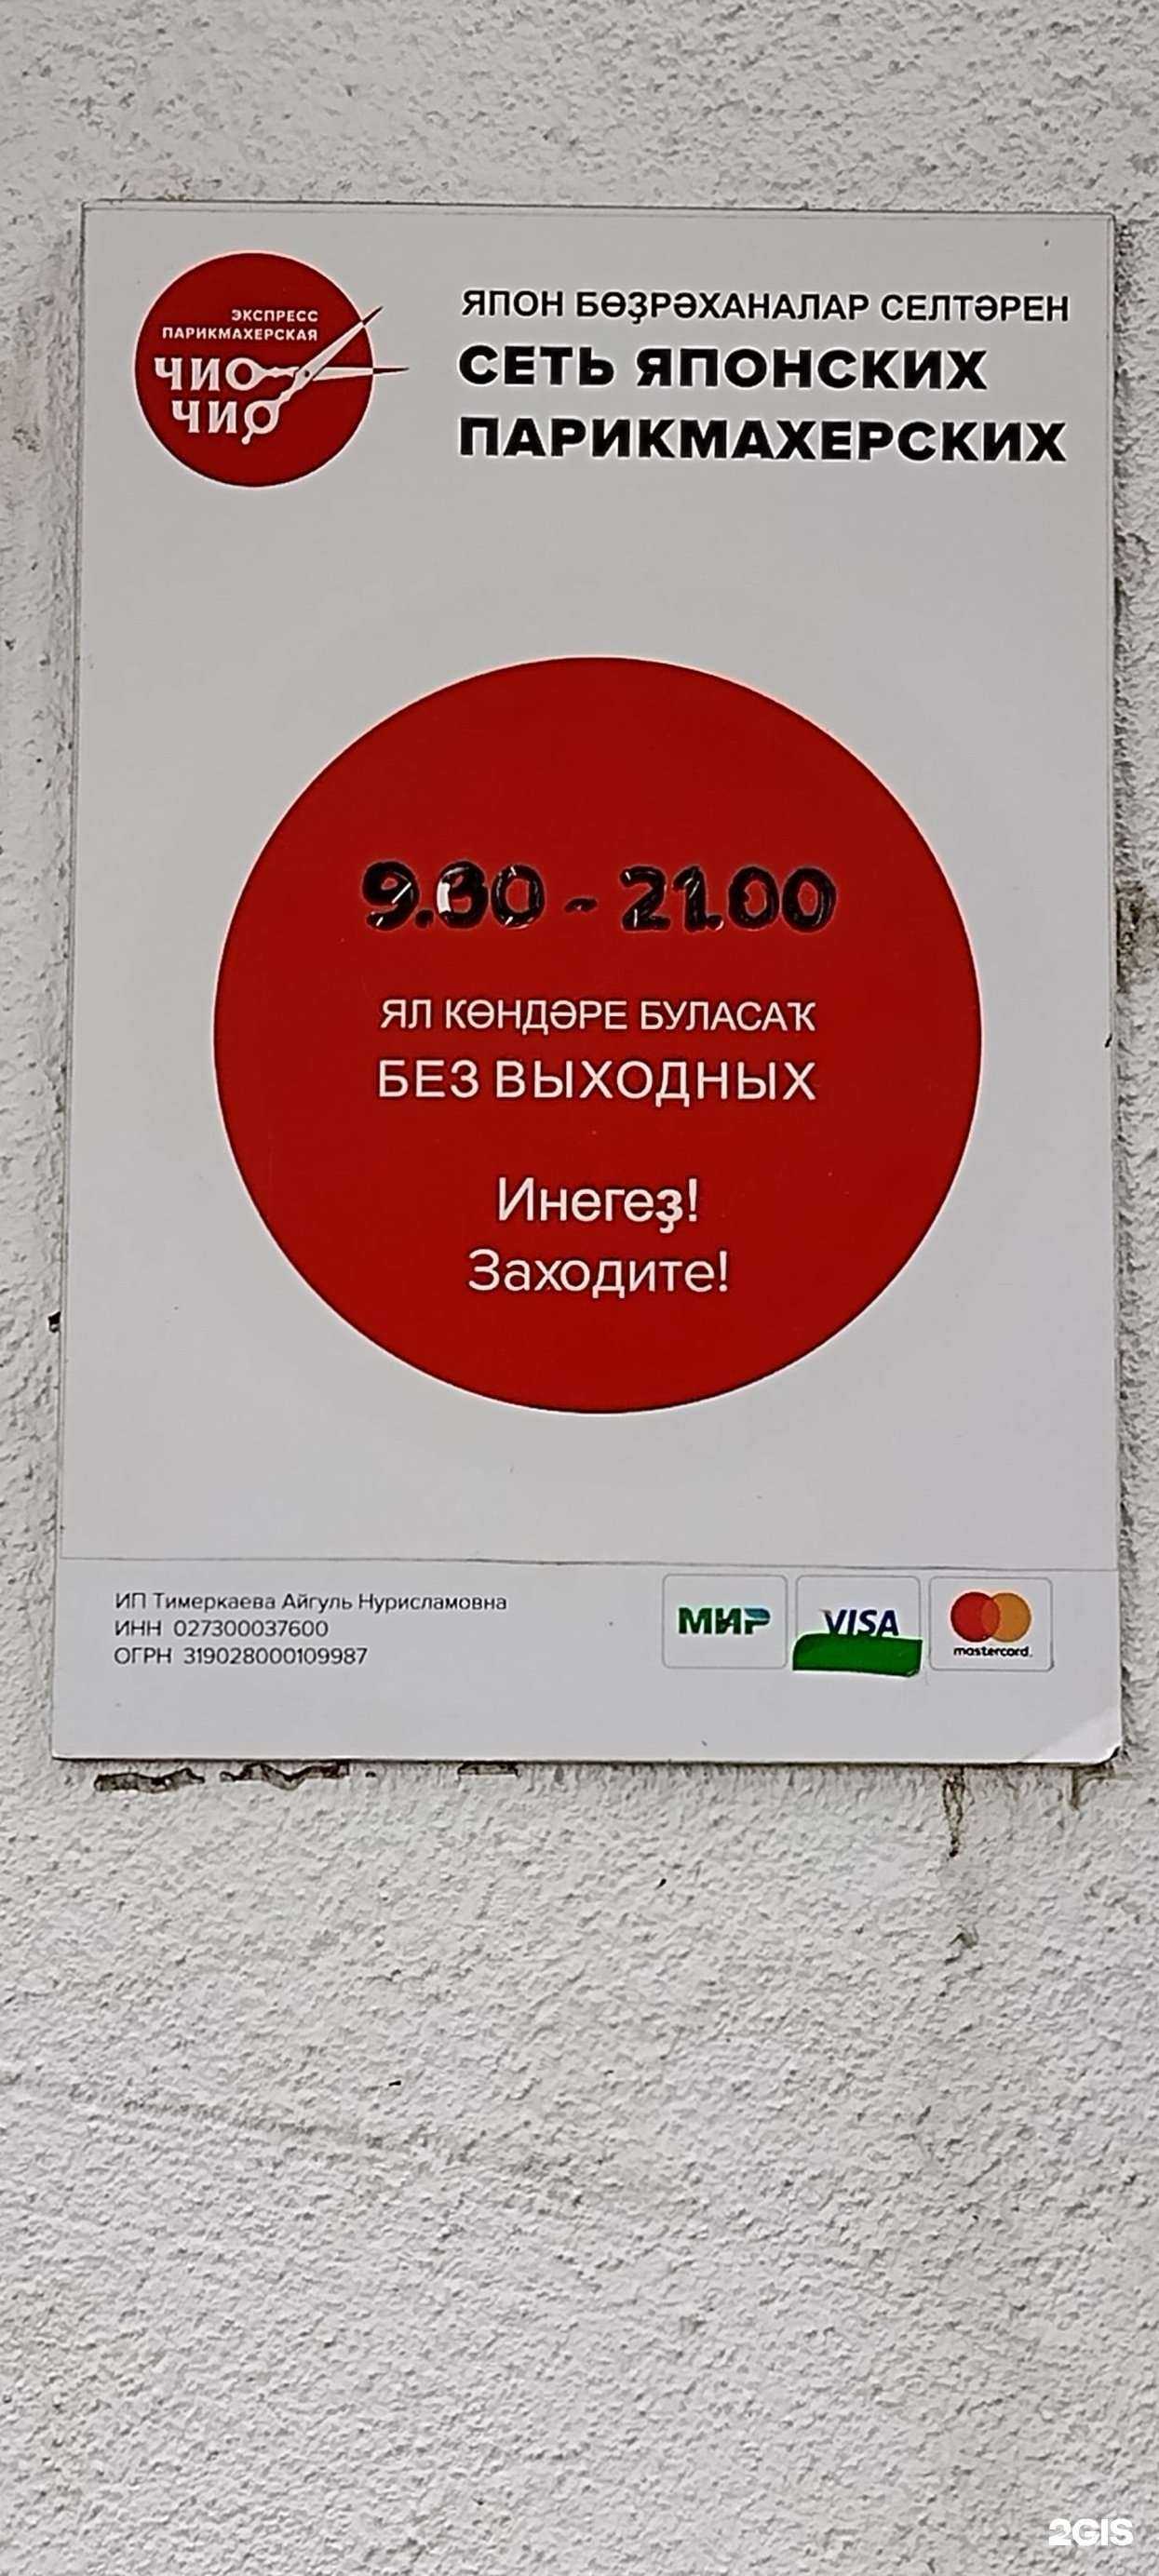 ЭКСПРЕСС
ПАРИКМАХЕРСКАЯ
ЧИО
ЧИО
ЯПОН БӨҘРӘХАНАЛАР СЕЛТӘРЕН
СЕТЬ ЯПОНСКИХ
ПАРИКМАХЕРСКИХ
9.30 - 21.00
ЯЛ КӨНДӘРЕ БУЛАСАҠ
БЕЗ ВЫХОДНЫХ
Инегеҙ!
Заходите!
ИП Тимеркаева Айгуль Нурисламовна
ИНН 027300037600
ОГРН 319028000109987
МИР VISA mastercard.
2GIS